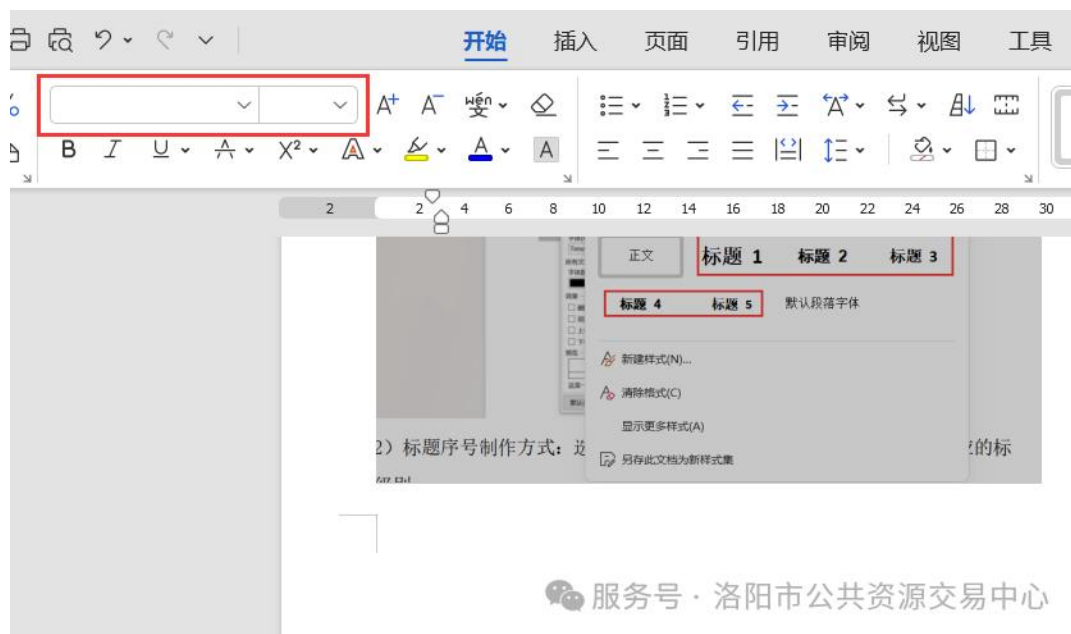 开始 插入 页面 引用 审阅 视图 工具
A+ A- wén 变
B I U A X² A A A
2 2 4 6 8 10 12 14 16 18 20 22 24 26 28 30
正文 标题 1 标题 2 标题 3
标题 4 标题 5 默认段落字体
新建样式(N)...
清除格式(C)
显示更多样式(A)
2）标题序号制作方式：选 的标
另存此文档为新样式集
服务号 · 洛阳市公共资源交易中心